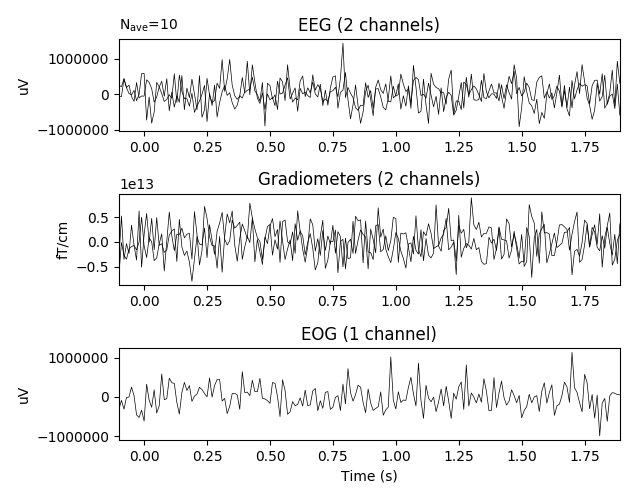 N_ave=10
EEG (2 channels)
uV
1000000
0
−1000000
0.00 0.25 0.50 0.75 1.00 1.25 1.50 1.75
1e13
Gradiometers (2 channels)
fT/cm
0.5
0.0
−0.5
0.00 0.25 0.50 0.75 1.00 1.25 1.50 1.75
EOG (1 channel)
uV
1000000
0
−1000000
0.00 0.25 0.50 0.75 1.00 1.25 1.50 1.75
Time (s)